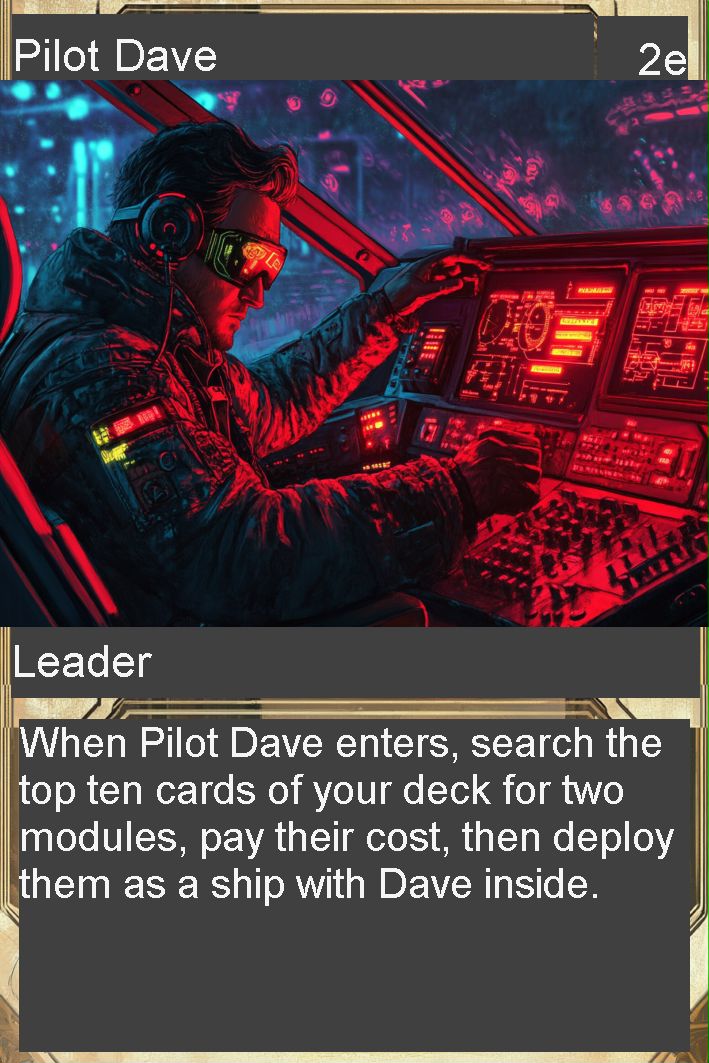 Pilot Dave
2e
Leader
When Pilot Dave enters, search the
top ten cards of your deck for two
modules, pay their cost, then deploy
them as a ship with Dave inside.